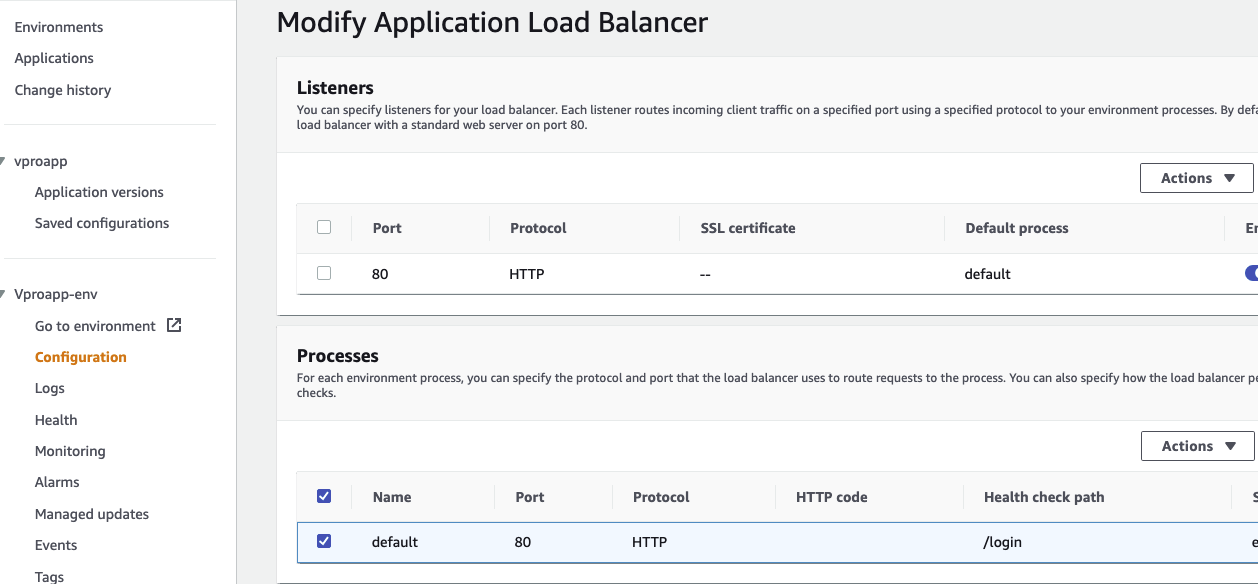 Environments
Applications
Change history
vproapp
Application versions
Saved configurations
Vproapp-env
Go to environment
Configuration
Logs
Health
Monitoring
Alarms
Managed updates
Events
Tags
Modify Application Load Balancer
Listeners
You can specify listeners for your load balancer. Each listener routes incoming client traffic on a specified port using a specified protocol to your environment processes. By
load balancer with a standard web server on port 80.
Actions
Port Protocol SSL certificate Default process
80 HTTP -- default
Processes
For each environment process, you can specify the protocol and port that the load balancer uses to route requests to the process. You can also specify how the load balancer
checks.
Actions
Name Port Protocol HTTP code Health check path
default 80 HTTP /login